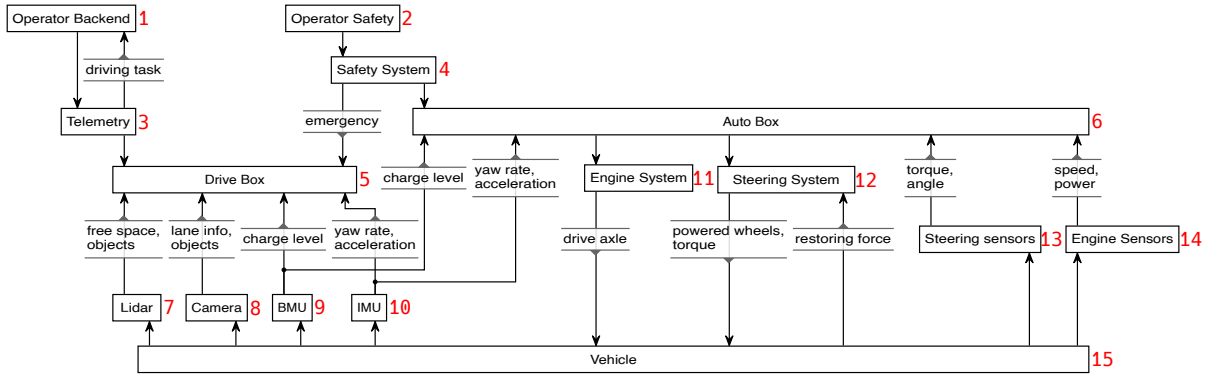 Operator Backend 1
Operator Safety 2
driving task
Safety System 4
Telemetry 3
emergency
Auto Box 6
Drive Box 5
charge level
yaw rate,
acceleration
Engine System 11
Steering System 12
torque,
angle
speed,
power
free space,
objects
lane info,
objects
charge level
yaw rate,
acceleration
drive axle
powered wheels,
torque
restoring force
Steering sensors 13
Engine Sensors 14
Lidar 7
Camera 8
BMU 9
IMU 10
Vehicle 15